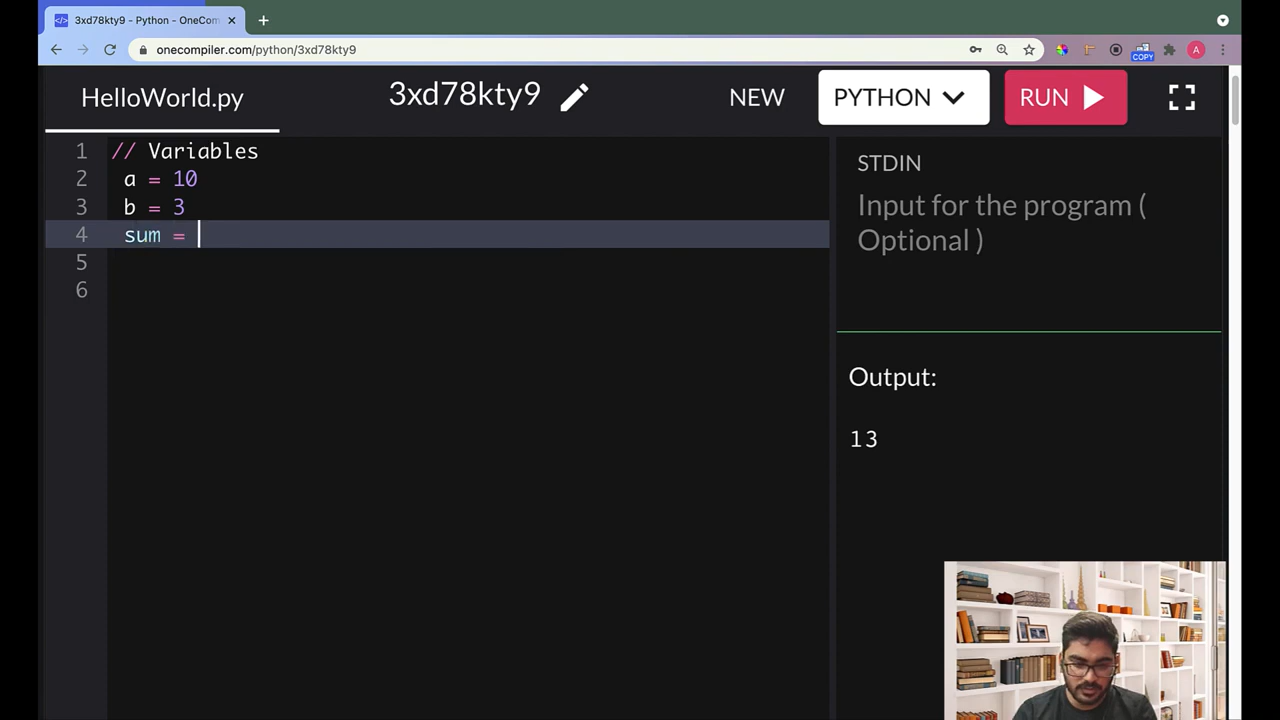 3xd78kty9 - Python - OneCom
onecompiler.com/python/3xd78kty9
COPY
A
HelloWorld.py
3xd78kty9
NEW
PYTHON
RUN
1 // Variables
2 a = 10
3 b = 3
4 sum =
5
6
STDIN
Input for the program (
Optional )
Output:
13